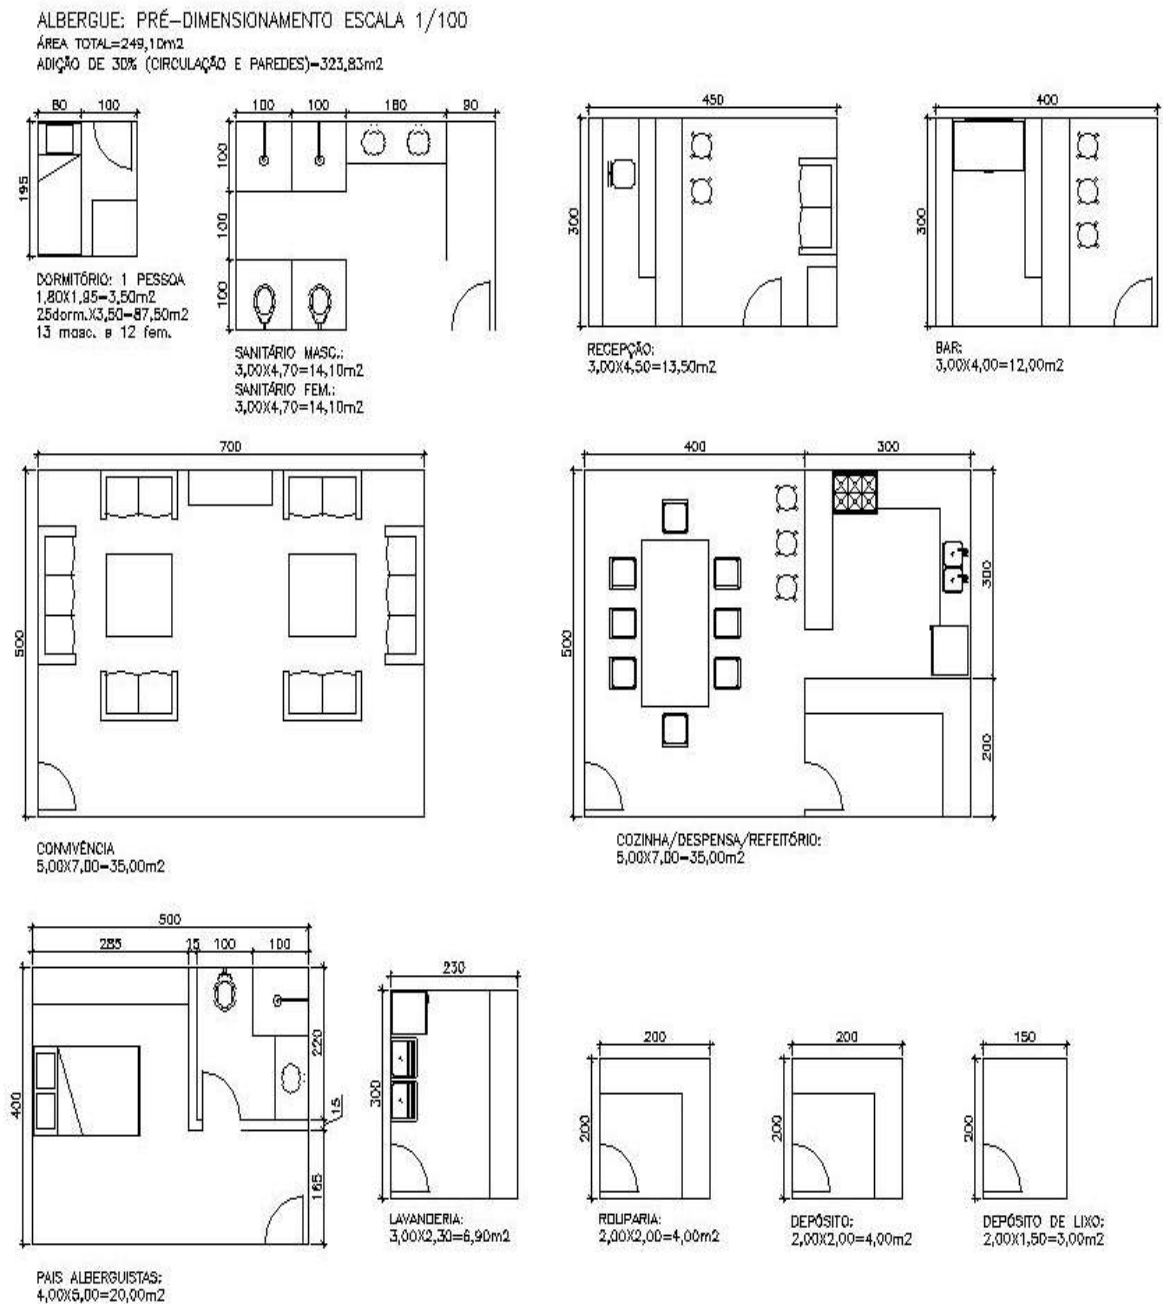 ALBERGUE: PRÉ-DIMENSIONAMENTO ESCALA 1/100
ÁREA TOTAL=249,10m2
ADIÇÃO DE 30% (CIRCULAÇÃO E PAREDES)=323,83m2
80 100
195
DORMITÓRIO: 1 PESSOA
1,80X1,95=3,50m2
25dorm.X3,50=87,50m2
13 masc. e 12 fem.
100 100 180 90
100
100
100
SANITÁRIO MASC.:
3,00X4,70=14,10m2
SANITÁRIO FEM.:
3,00X4,70=14,10m2
450
300
RECEPÇÃO:
3,00X4,50=13,50m2
400
300
BAR:
3,00X4,00=12,00m2
700
500
CONVIVÊNCIA
5,00X7,00=35,00m2
400 300
500
300
200
COZINHA/DESPENSA/REFEITÓRIO:
5,00X7,00=35,00m2
500
285 15 100 100
400
220
15
165
PAIS ALBERGUISTAS:
4,00X5,00=20,00m2
230
300
LAVANDERIA:
3,00X2,30=6,90m2
200
200
ROUPARIA:
2,00X2,00=4,00m2
200
200
DEPÓSITO:
2,00X2,00=4,00m2
150
200
DEPÓSITO DE LIXO:
2,00X1,50=3,00m2